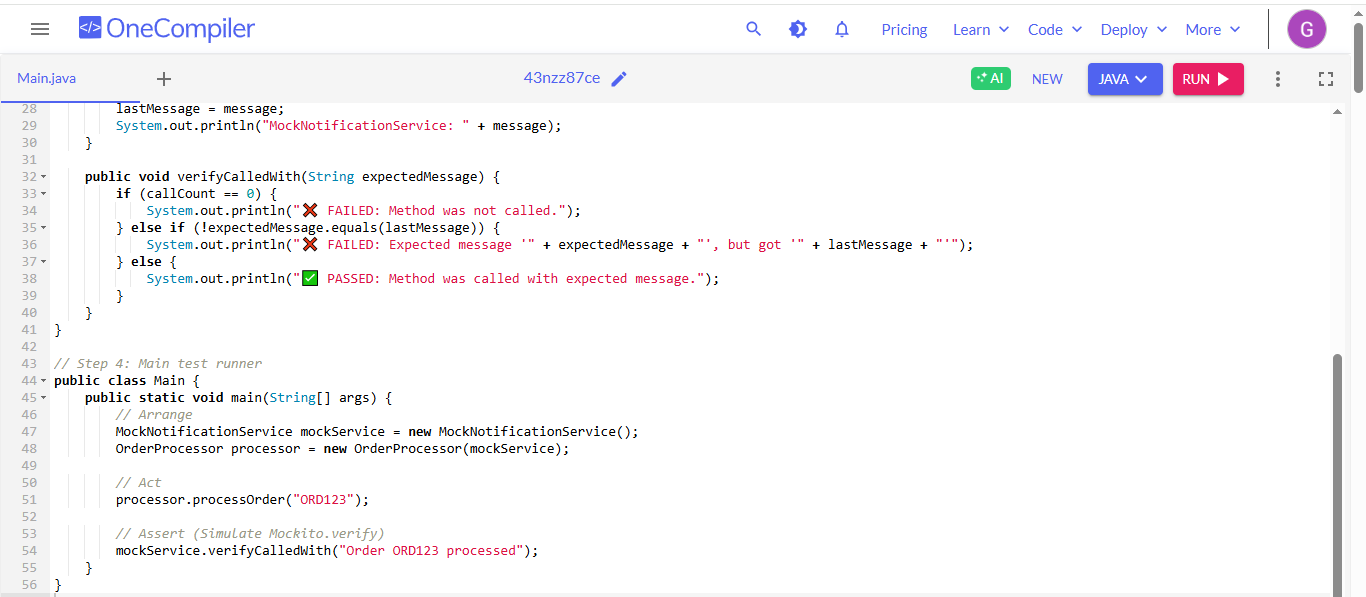 </> OneCompiler
Pricing Learn Code Deploy More G
Main.java + 43nzz87ce AI NEW JAVA RUN
28         lastMessage = message;
29         System.out.println("MockNotificationService: " + message);
30     }
31
32     public void verifyCalledWith(String expectedMessage) {
33         if (callCount == 0) {
34             System.out.println("❌ FAILED: Method was not called.");
35         } else if (!expectedMessage.equals(lastMessage)) {
36             System.out.println("❌ FAILED: Expected message '" + expectedMessage + "', but got '" + lastMessage + "'");
37         } else {
38             System.out.println("✅ PASSED: Method was called with expected message.");
39         }
40     }
41 }
42
43 // Step 4: Main test runner
44 public class Main {
45     public static void main(String[] args) {
46         // Arrange
47         MockNotificationService mockService = new MockNotificationService();
48         OrderProcessor processor = new OrderProcessor(mockService);
49
50         // Act
51         processor.processOrder("ORD123");
52
53         // Assert (Simulate Mockito.verify)
54         mockService.verifyCalledWith("Order ORD123 processed");
55     }
56 }